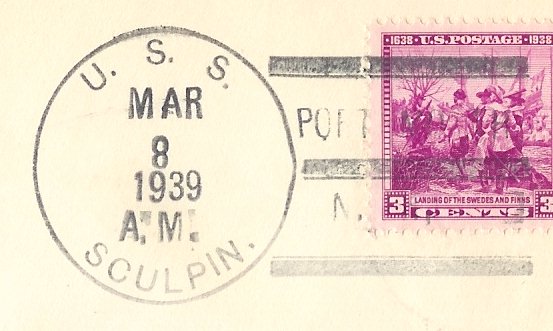 U. S. S.
MAR
8
1939
A.M.
SCULPIN.
N.
1638 · U.S. POSTAGE · 1938
LANDING OF THE SWEDES AND FINNS
3 CENTS 3